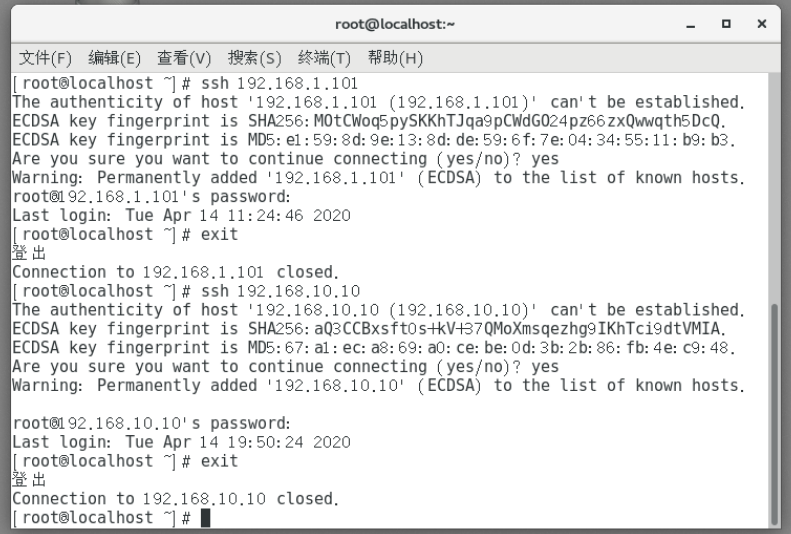 root@localhost:~
文件(F) 编辑(E) 查看(V) 搜索(S) 终端(T) 帮助(H)
[root@localhost ~]# ssh 192.168.1.101
The authenticity of host '192.168.1.101 (192.168.1.101)' can't be established.
ECDSA key fingerprint is SHA256:MOtCWoq5pySKKhTJqa9pCWdGO24pz66zxQwwqth5DcQ.
ECDSA key fingerprint is MD5:e1:59:8d:9e:13:8d:de:59:6f:7e:04:34:55:11:b9:b3.
Are you sure you want to continue connecting (yes/no)? yes
Warning: Permanently added '192.168.1.101' (ECDSA) to the list of known hosts.
root@192.168.1.101's password:
Last login: Tue Apr 14 11:24:46 2020
[root@localhost ~]# exit
登出
Connection to 192.168.1.101 closed.
[root@localhost ~]# ssh 192.168.10.10
The authenticity of host '192.168.10.10 (192.168.10.10)' can't be established.
ECDSA key fingerprint is SHA256:aQ3CCBxsft0s+kV+37QMoXmsqezhg9IKhTci9dtVMIA.
ECDSA key fingerprint is MD5:67:a1:ec:a8:69:a0:ce:be:0d:3b:2b:86:fb:4e:c9:48.
Are you sure you want to continue connecting (yes/no)? yes
Warning: Permanently added '192.168.10.10' (ECDSA) to the list of known hosts.
root@192.168.10.10's password:
Last login: Tue Apr 14 19:50:24 2020
[root@localhost ~]# exit
登出
Connection to 192.168.10.10 closed.
[root@localhost ~]#